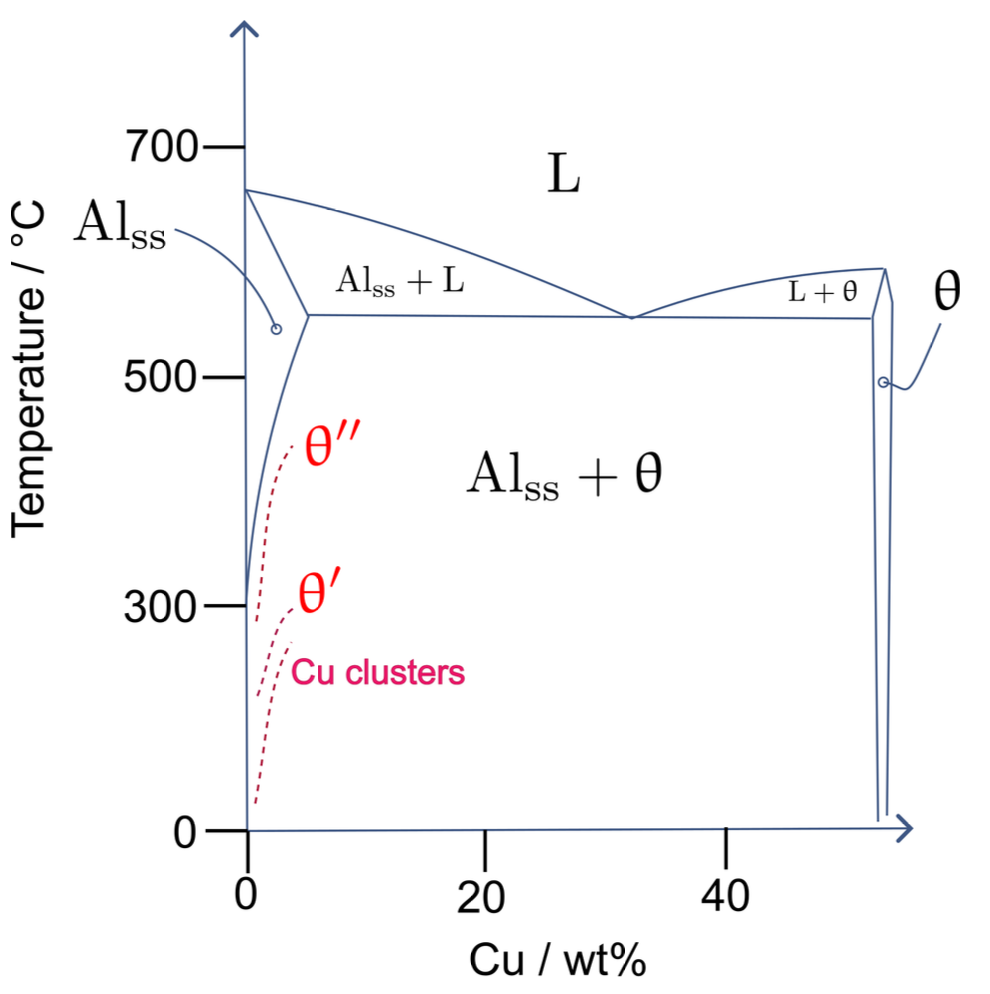 700
L
Al_ss
Al_ss + L
L + θ
θ
500
θ′′
Al_ss + θ
300
θ′
Cu clusters
0
0
20
40
Temperature / °C
Cu / wt%